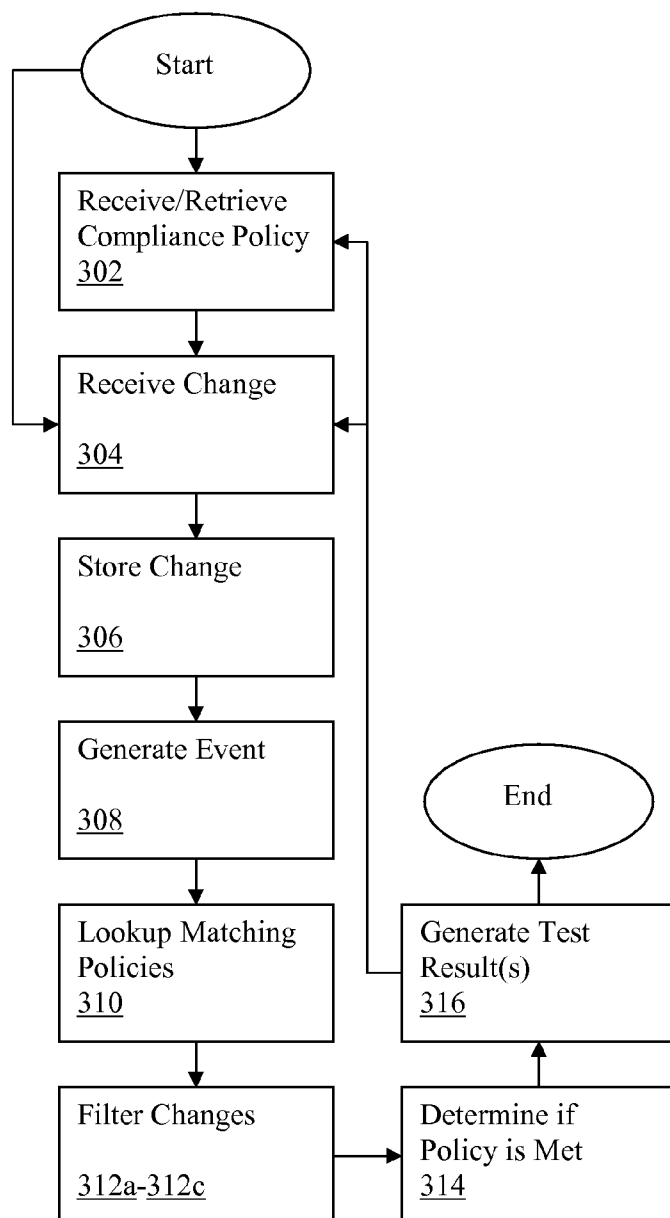 Start
Receive/Retrieve
Compliance Policy
302
Receive Change
304
Store Change
306
Generate Event
308
Lookup Matching
Policies
310
Filter Changes
312a-312c
Determine if
Policy is Met
314
Generate Test
Result(s)
316
End